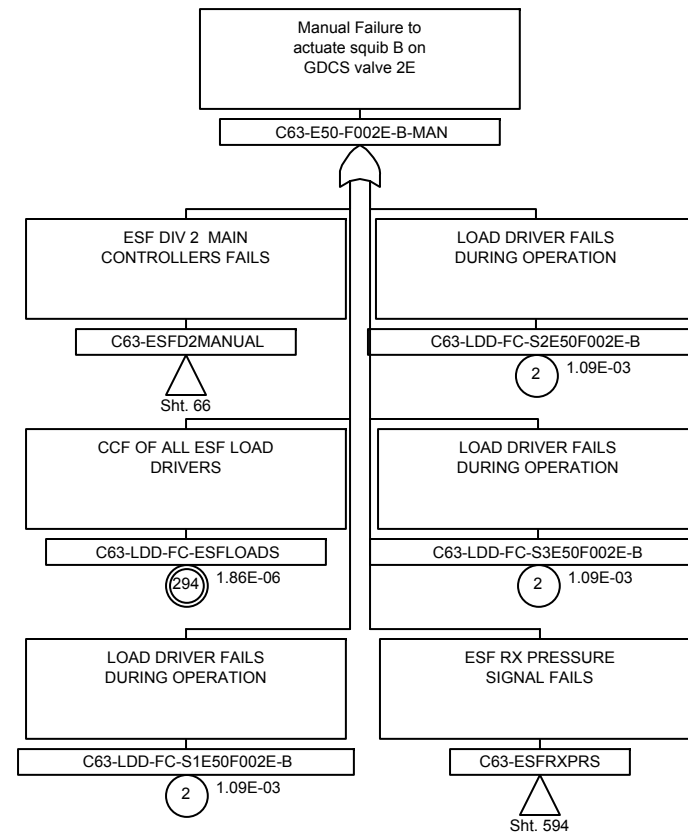 Manual Failure to
actuate squib B on
GDCS valve 2E
C63-E50-F002E-B-MAN
ESF DIV 2 MAIN
CONTROLLERS FAILS
C63-ESFD2MANUAL
Sht. 66
LOAD DRIVER FAILS
DURING OPERATION
C63-LDD-FC-S2E50F002E-B
2 1.09E-03
CCF OF ALL ESF LOAD
DRIVERS
C63-LDD-FC-ESFLOADS
294 1.86E-06
LOAD DRIVER FAILS
DURING OPERATION
C63-LDD-FC-S3E50F002E-B
2 1.09E-03
LOAD DRIVER FAILS
DURING OPERATION
C63-LDD-FC-S1E50F002E-B
2 1.09E-03
ESF RX PRESSURE
SIGNAL FAILS
C63-ESFRXPRS
Sht. 594